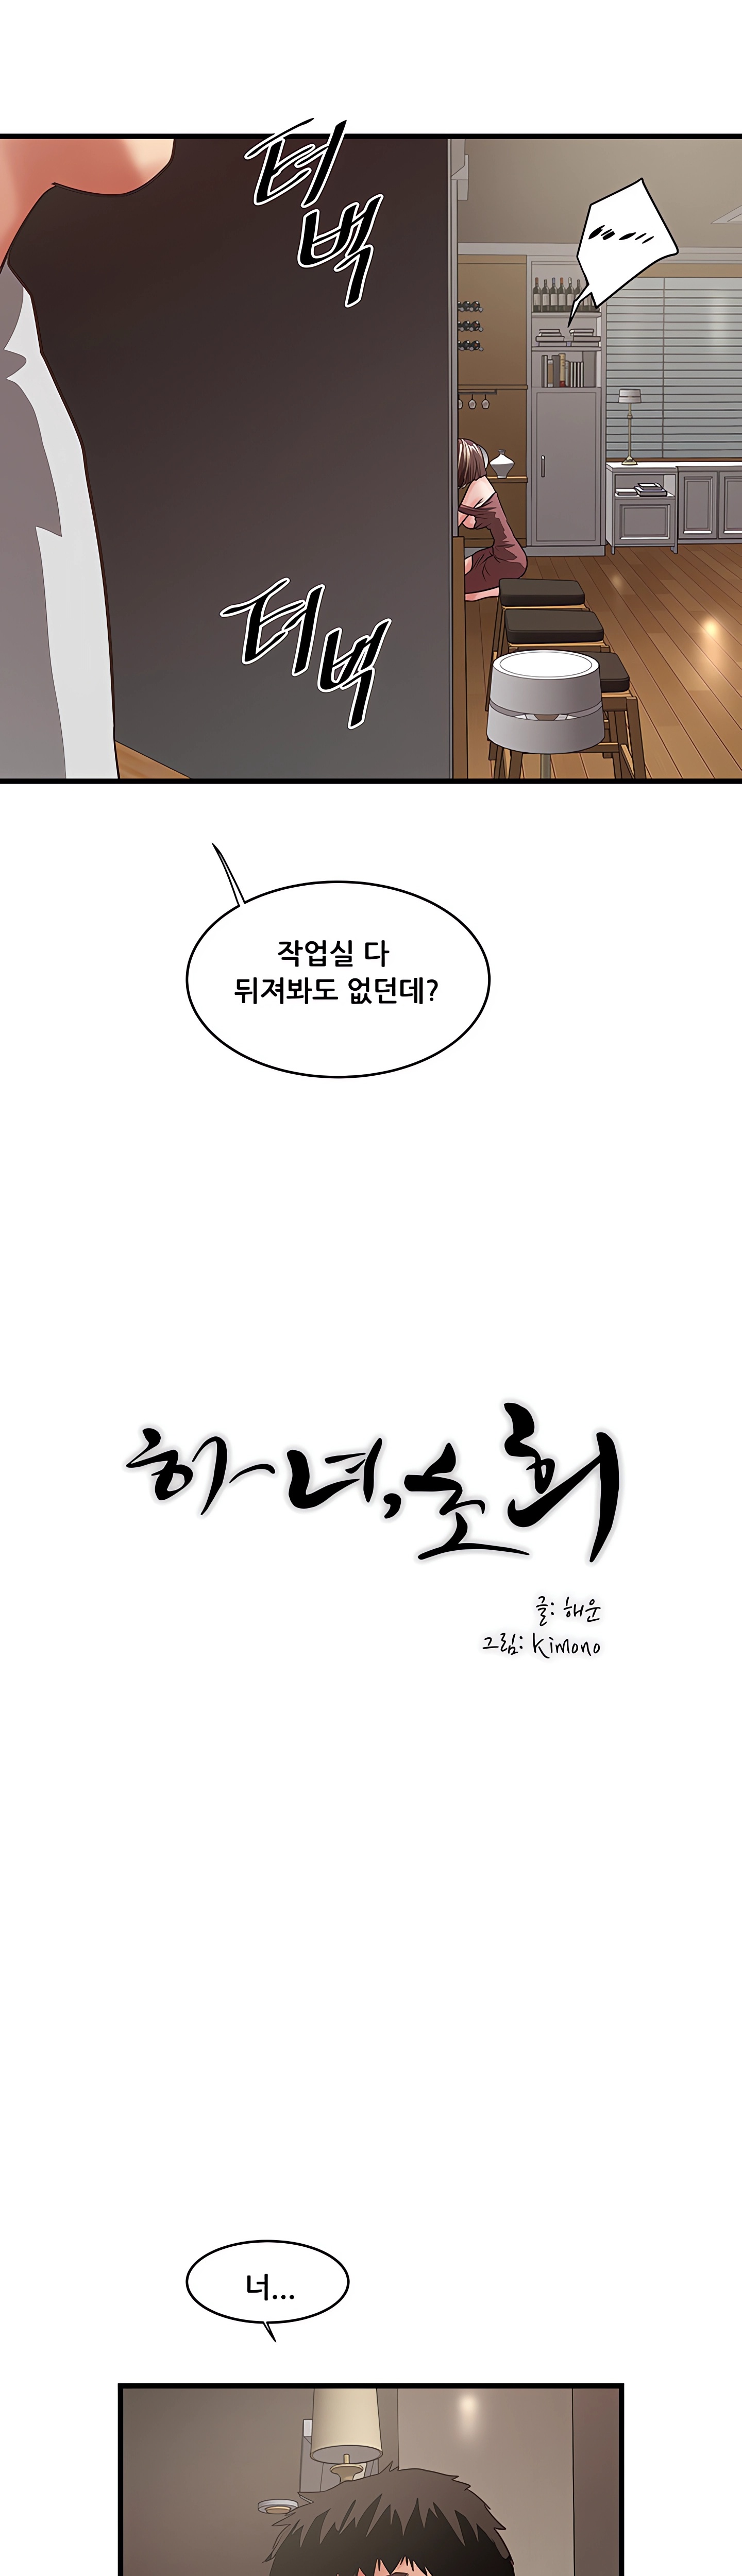 터벅
터벅
작업실 다
뒤져봐도 없던데?
하녀, 소희
글: 해운
그림: Kimono
너...